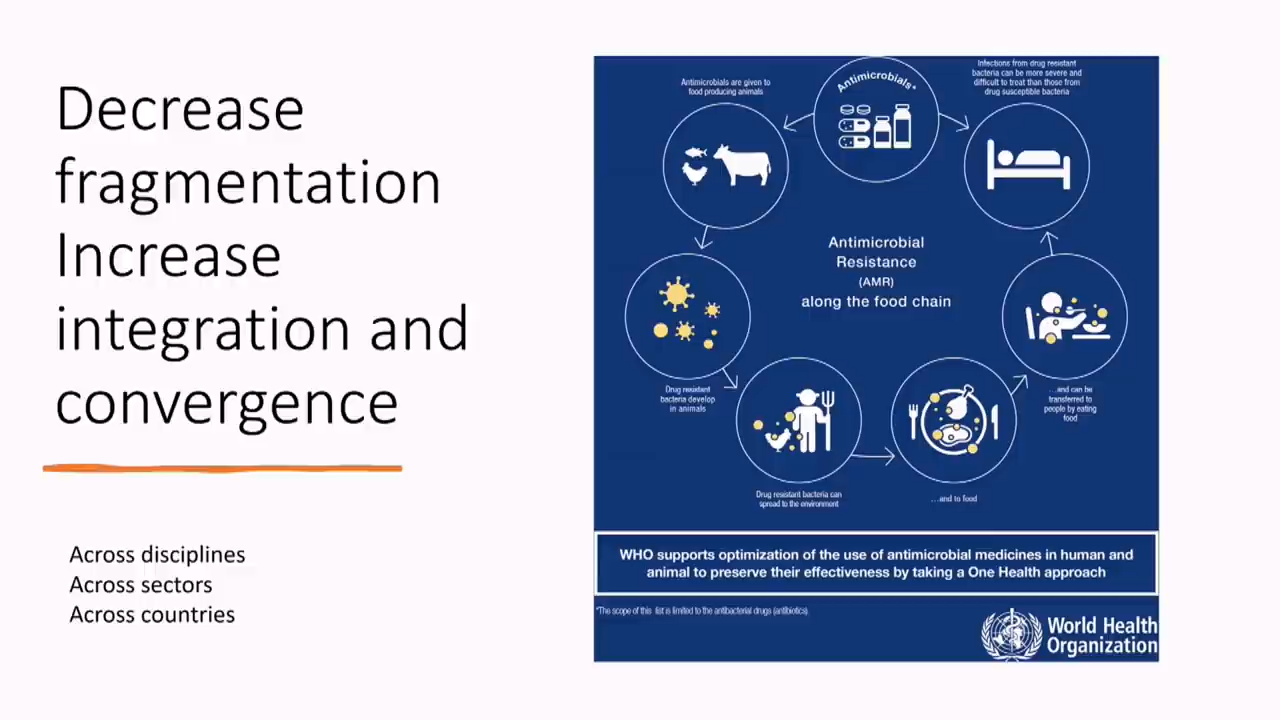 Decrease
fragmentation
Increase
integration and
convergence
Across disciplines
Across sectors
Across countries
Antimicrobials*
Antimicrobials are given to
food producing animals
Infections from drug resistant
bacteria can be more severe and
difficult to treat than those from
drug susceptible bacteria
Antimicrobial
Resistance
(AMR)
along the food chain
Drug resistant
bacteria develop
in animals
Drug resistant bacteria can
spread to the environment
...and to food
...and can be
transferred to
people by eating
food
WHO supports optimization of the use of antimicrobial medicines in human and
animal to preserve their effectiveness by taking a One Health approach
*The scope of this list is limited to the antibacterial drugs (antibiotics)
World Health
Organization